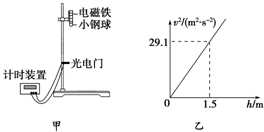 电磁铁
小钢球
光电门
计时装置
甲
v²/(m²·s⁻²)
29.1
0
1.5
h/m
乙